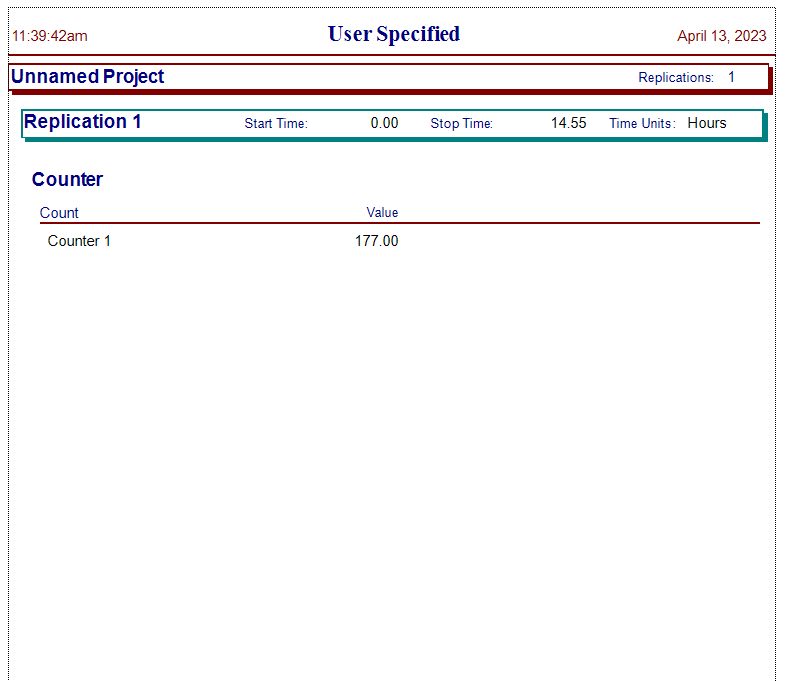 11:39:42am User Specified April 13, 2023
Unnamed Project Replications: 1
Replication 1 Start Time: 0.00 Stop Time: 14.55 Time Units: Hours
Counter
Count Value
Counter 1 177.00